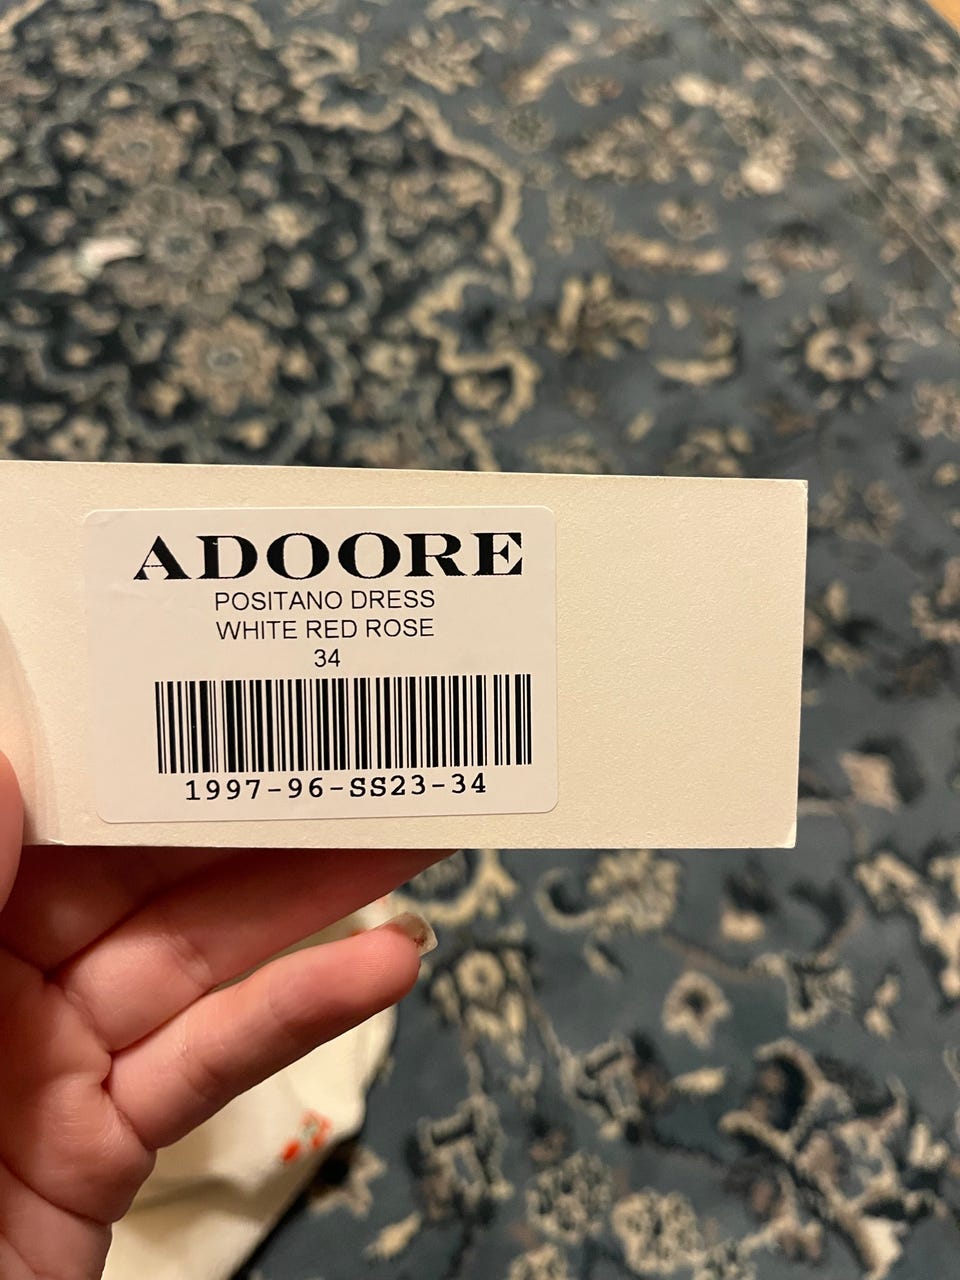 ADOORE
POSITANO DRESS
WHITE RED ROSE
34
1997-96-SS23-34